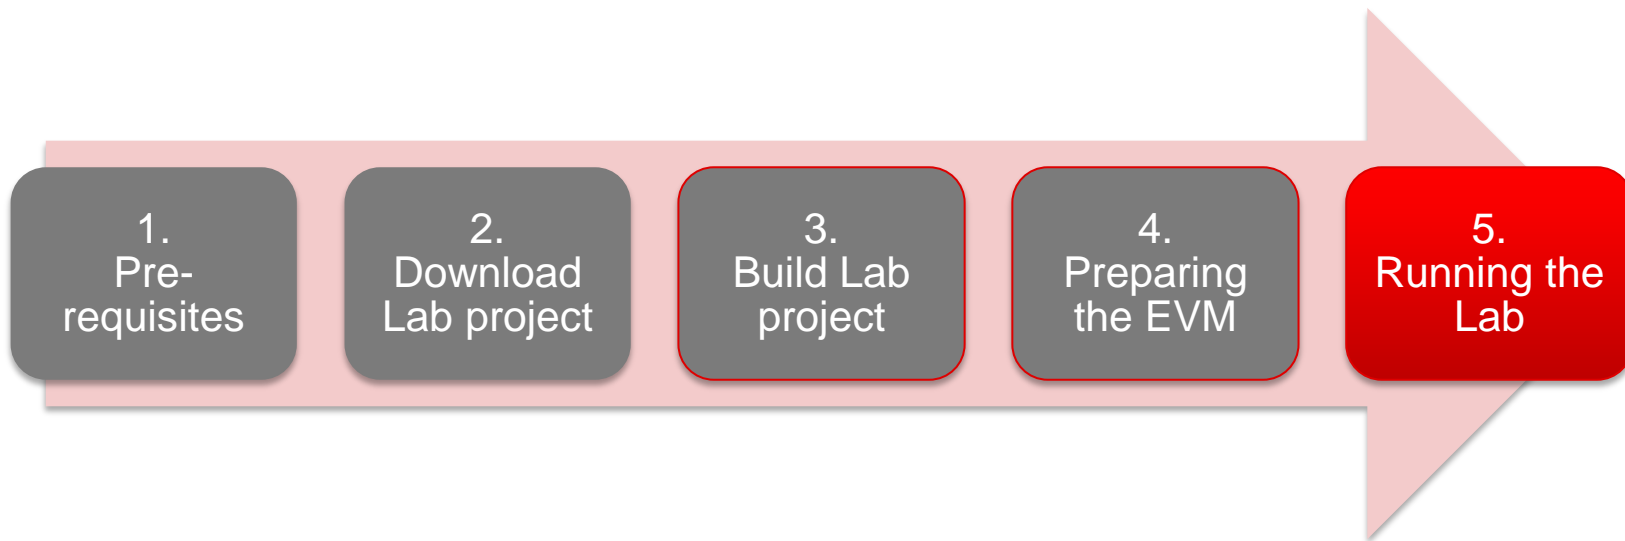 1.
Pre-
requisites
2.
Download
Lab project
3.
Build Lab
project
4.
Preparing
the EVM
5.
Running the
Lab